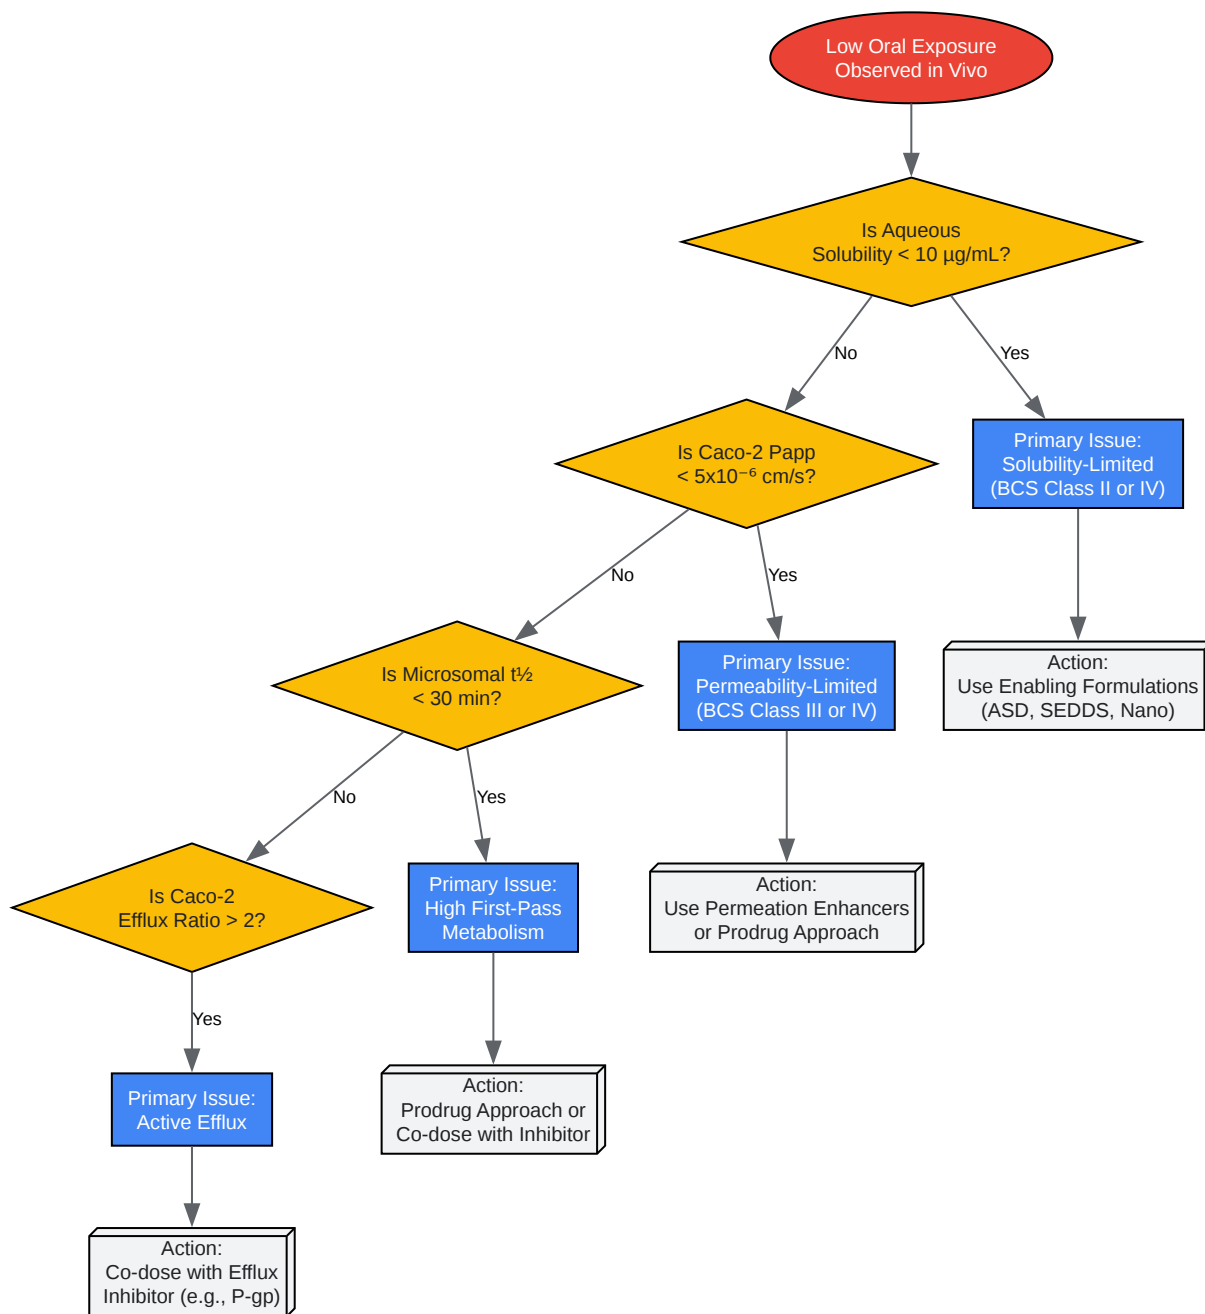 Low Oral Exposure
Observed in Vivo
Is Aqueous
Solubility < 10 µg/mL?
No
Yes
Is Caco-2 Papp
< 5x10⁻⁶ cm/s?
Primary Issue:
Solubility-Limited
(BCS Class II or IV)
No
Yes
Is Microsomal t½
< 30 min?
Primary Issue:
Permeability-Limited
(BCS Class III or IV)
Action:
Use Enabling Formulations
(ASD, SEDDS, Nano)
No
Yes
Is Caco-2
Efflux Ratio > 2?
Primary Issue:
High First-Pass
Metabolism
Action:
Use Permeation Enhancers
or Prodrug Approach
Yes
Primary Issue:
Active Efflux
Action:
Prodrug Approach or
Co-dose with Inhibitor
Action:
Co-dose with Efflux
Inhibitor (e.g., P-gp)